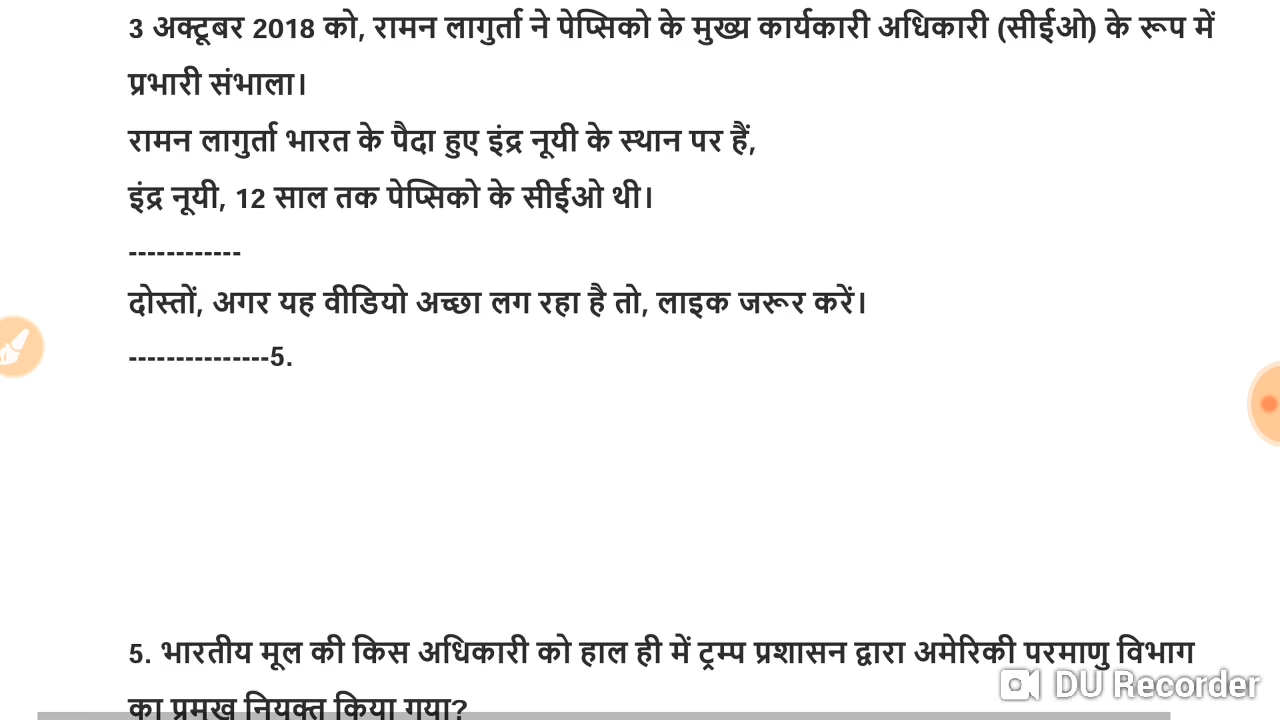 3 अक्टूबर 2018 को, रामन लागुर्ता ने पेप्सिको के मुख्य कार्यकारी अधिकारी (सीईओ) के रूप में
प्रभारी संभाला।
रामन लागुर्ता भारत के पैदा हुए इंद्र नूयी के स्थान पर हैं,
इंद्र नूयी, 12 साल तक पेप्सिको के सीईओ थी।
------------
दोस्तों, अगर यह वीडियो अच्छा लग रहा है तो, लाइक जरूर करें।
---------------5.
5. भारतीय मूल की किस अधिकारी को हाल ही में ट्रम्प प्रशासन द्वारा अमेरिकी परमाणु विभाग
का प्रमुख नियुक्त किया गया?
DU Recorder